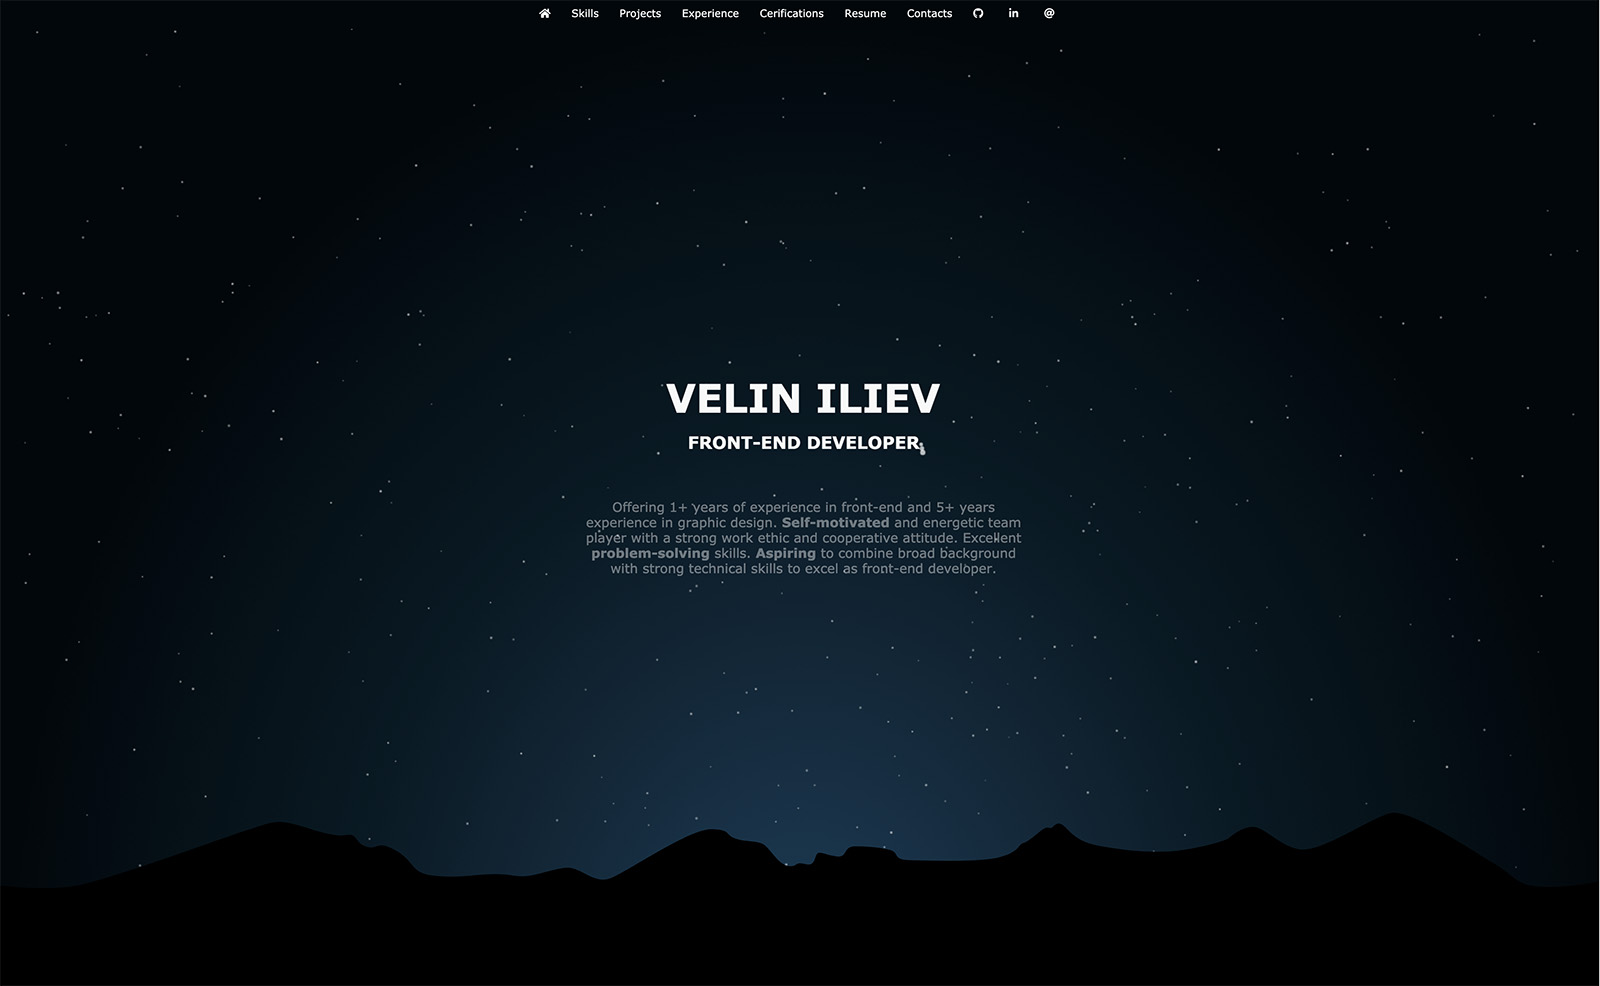 Skills Projects Experience Cerifications Resume Contacts in @
VELIN ILIEV
FRONT-END DEVELOPER
Offering 1+ years of experience in front-end and 5+ years
experience in graphic design. Self-motivated and energetic team
player with a strong work ethic and cooperative attitude. Excellent
problem-solving skills. Aspiring to combine broad background
with strong technical skills to excel as front-end developer.